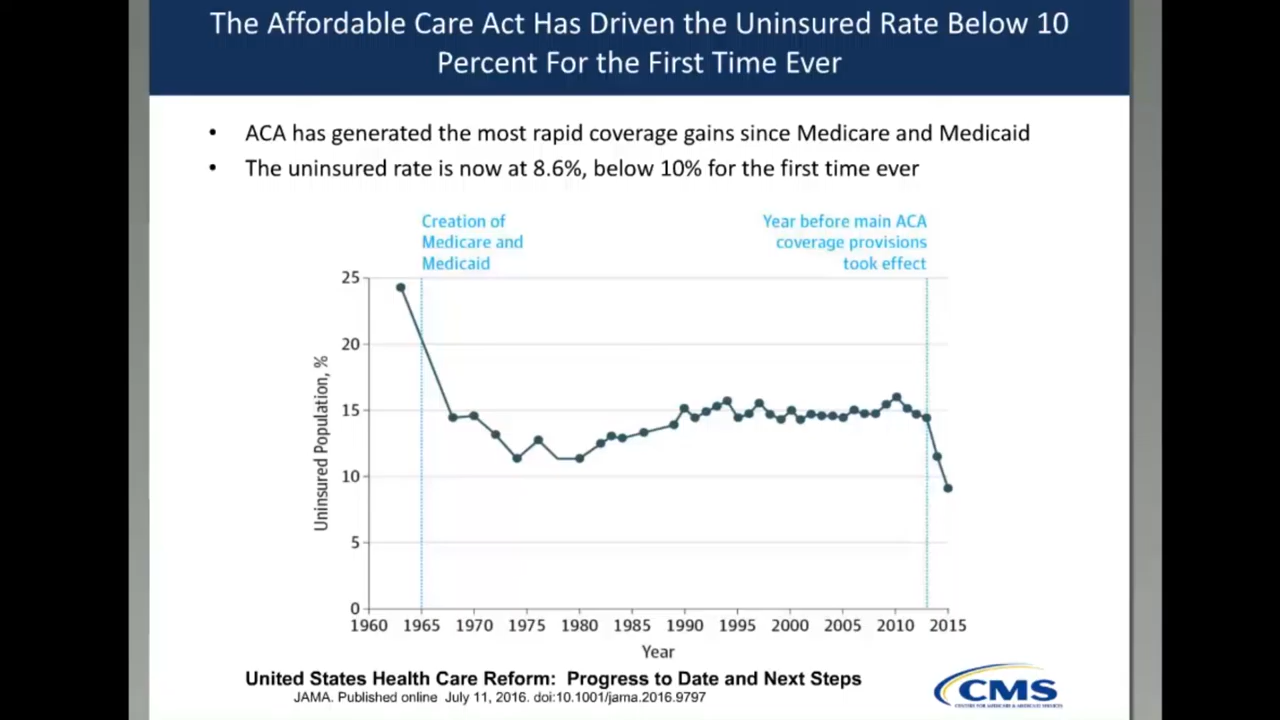 The Affordable Care Act Has Driven the Uninsured Rate Below 10
Percent For the First Time Ever
• ACA has generated the most rapid coverage gains since Medicare and Medicaid
• The uninsured rate is now at 8.6%, below 10% for the first time ever
Creation of
Medicare and
Medicaid
Year before main ACA
coverage provisions
took effect
25
20
15
10
5
0
Uninsured Population, %
1960 1965 1970 1975 1980 1985 1990 1995 2000 2005 2010 2015
Year
United States Health Care Reform: Progress to Date and Next Steps
JAMA. Published online July 11, 2016. doi:10.1001/jama.2016.9797
CMS
CENTERS FOR MEDICARE & MEDICAID SERVICES